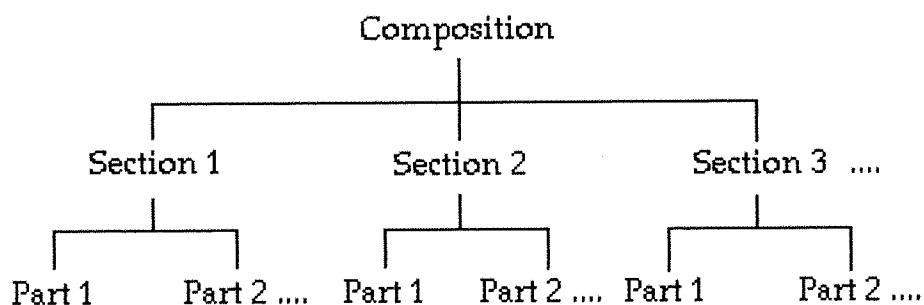 Composition
Section 1 Section 2 Section 3 ....
Part 1 Part 2 .... Part 1 Part 2 .... Part 1 Part 2 ....